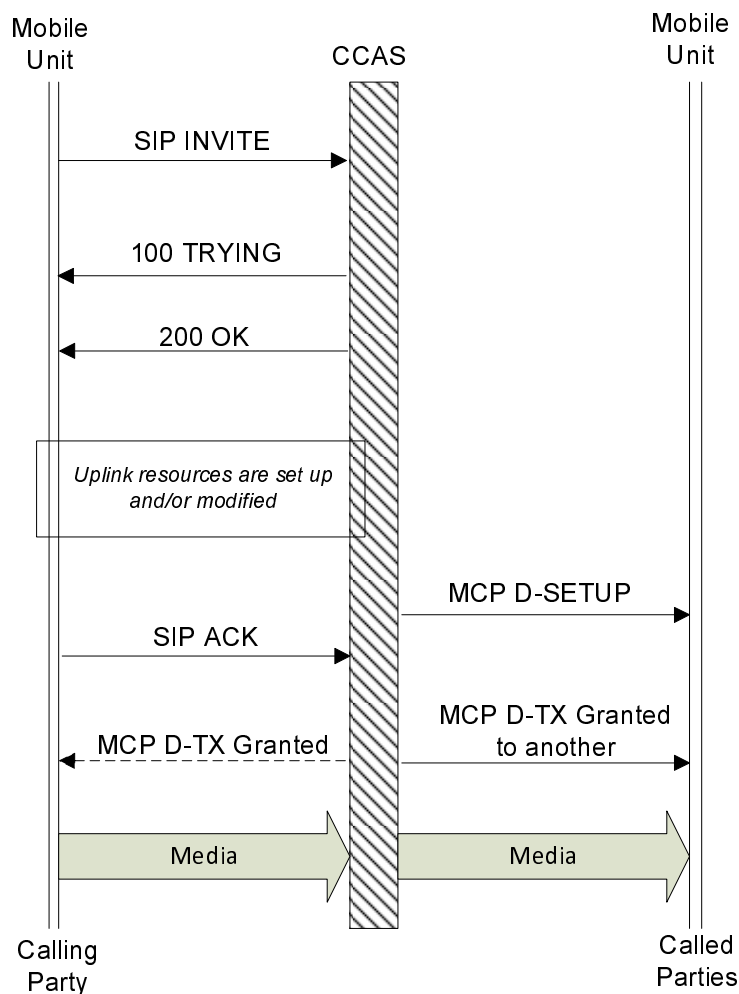 Mobile
Unit
CCAS
Mobile
Unit
SIP INVITE
100 TRYING
200 OK
Uplink resources are set up
and/or modified
MCP D-SETUP
SIP ACK
MCP D-TX Granted
to another
MCP D-TX Granted
Media
Media
Calling
Party
Called
Parties